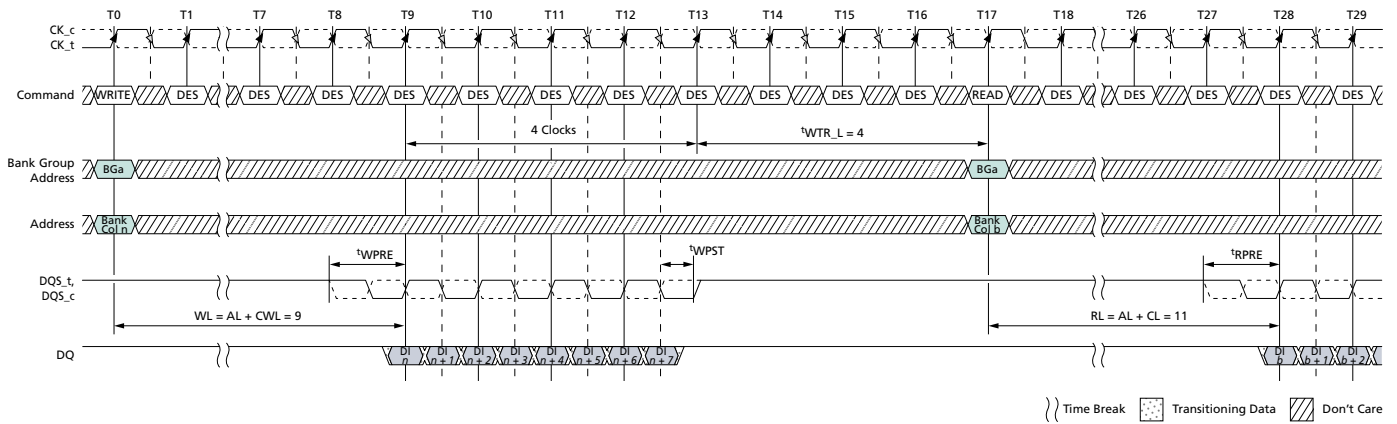 T0 T1 T7 T8 T9 T10 T11 T12 T13 T14 T15 T16 T17 T18 T26 T27 T28 T29
CK_c
CK_t
Command WRITE DES DES DES DES DES DES DES DES DES DES DES READ DES DES DES DES DES
4 Clocks tWTR_L = 4
Bank Group
Address
BGa BGa
Address
Bank
Col n
Bank
Col b
tWPRE tWPST tRPRE
DQS_t,
DQS_c
WL = AL + CWL = 9 RL = AL + CL = 11
DQ
DI
n
DI
n + 1
DI
n + 2
DI
n + 3
DI
n + 4
DI
n + 5
DI
n + 6
DI
n + 7
DI
b
DI
b + 1
DI
b + 2
Time Break Transitioning Data Don't Care